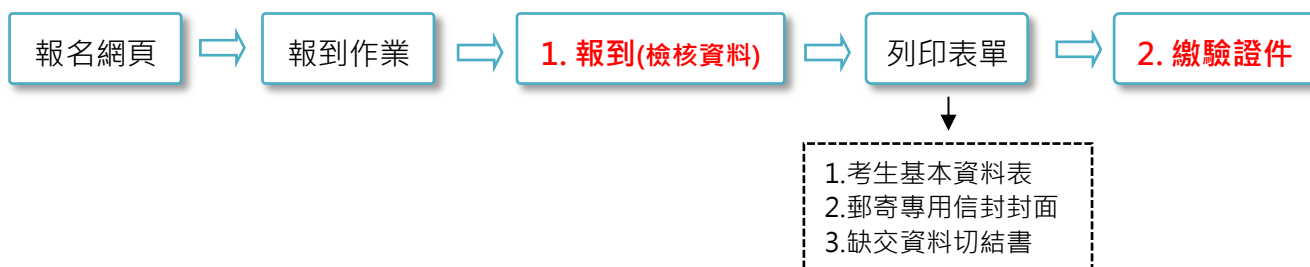 報名網頁
報到作業
1. 報到(檢核資料)
列印表單
2. 繳驗證件
1.考生基本資料表
2.郵寄專用信封封面
3.缺交資料切結書